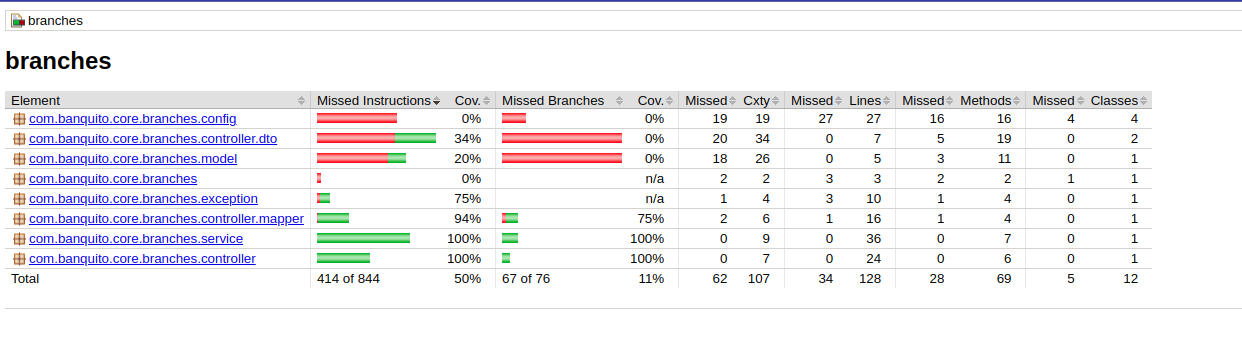 branches
branches
Element Missed Instructions Cov. Missed Branches Cov. Missed Cxty Missed Lines Missed Methods Missed Classes
com.banquito.core.branches.config 0% 0% 19 19 27 27 16 16 4 4
com.banquito.core.branches.controller.dto 34% 0% 20 34 0 7 5 19 0 2
com.banquito.core.branches.model 20% 0% 18 26 0 5 3 11 0 1
com.banquito.core.branches 0% n/a 2 2 3 3 2 2 1 1
com.banquito.core.branches.exception 75% n/a 1 4 3 10 1 4 0 1
com.banquito.core.branches.controller.mapper 94% 75% 2 6 1 16 1 4 0 1
com.banquito.core.branches.service 100% 100% 0 9 0 36 0 7 0 1
com.banquito.core.branches.controller 100% 100% 0 7 0 24 0 6 0 1
Total 414 of 844 50% 67 of 76 11% 62 107 34 128 28 69 5 12